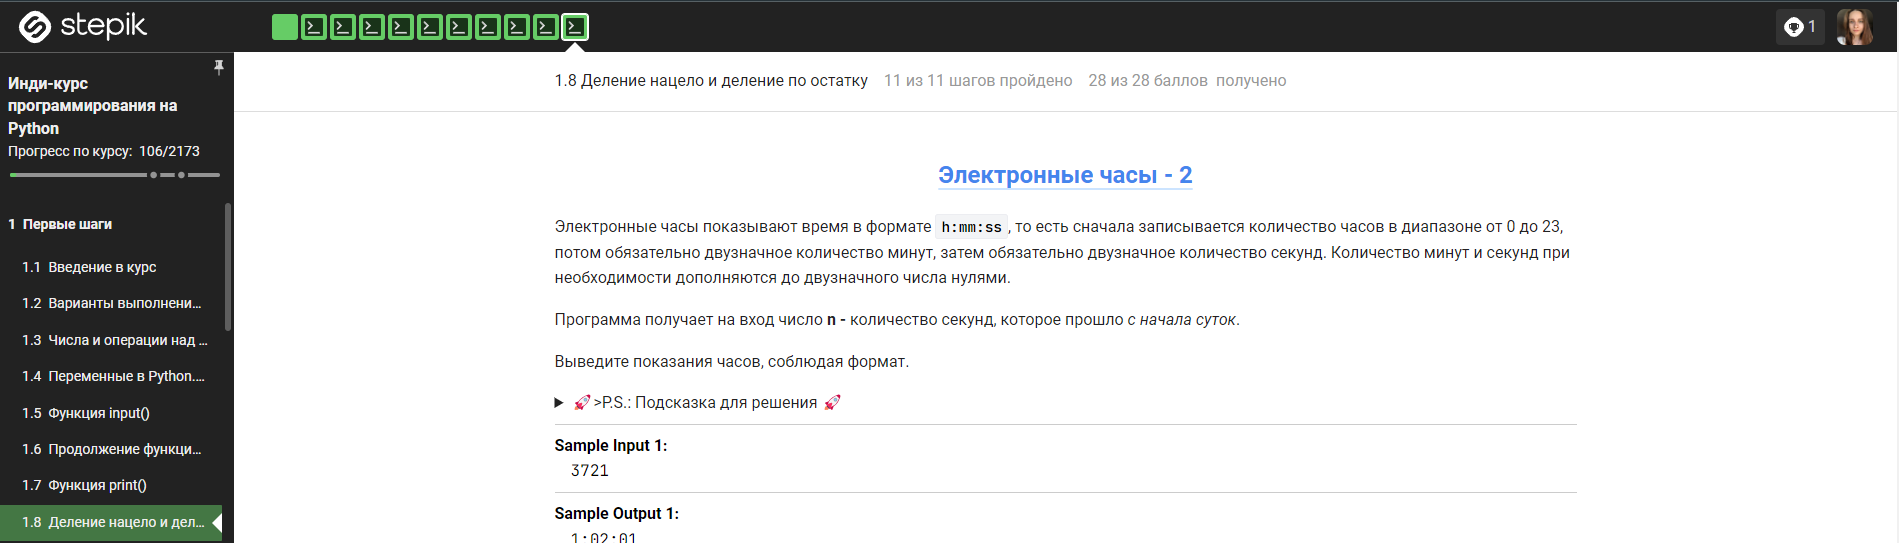 stepik
1
Инди-курс
программирования на
Python
Прогресс по курсу: 106/2173
1 Первые шаги
1.1 Введение в курс
1.2 Варианты выполнени...
1.3 Числа и операции над ...
1.4 Переменные в Python....
1.5 Функция input()
1.6 Продолжение функци...
1.7 Функция print()
1.8 Деление нацело и дел...
1.8 Деление нацело и деление по остатку 11 из 11 шагов пройдено 28 из 28 баллов получено
Электронные часы - 2
Электронные часы показывают время в формате h:mm:ss , то есть сначала записывается количество часов в диапазоне от 0 до 23,
потом обязательно двузначное количество минут, затем обязательно двузначное количество секунд. Количество минут и секунд при
необходимости дополняются до двузначного числа нулями.
Программа получает на вход число n - количество секунд, которое прошло с начала суток.
Выведите показания часов, соблюдая формат.
🚀>P.S.: Подсказка для решения 🚀
Sample Input 1:
3721
Sample Output 1:
1:02:01